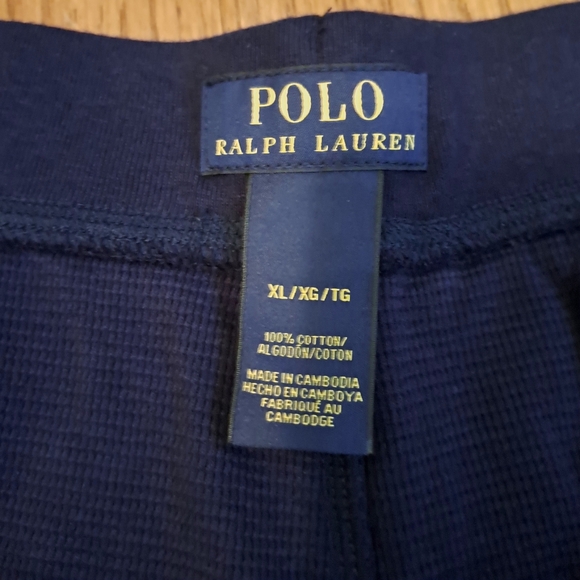 POLO
RALPH LAUREN
XL/XG/TG
100% COTTON/
ALGODÓN/COTON
MADE IN CAMBODIA
HECHO EN CAMBOYA
FABRIQUÉ AU
CAMBODGE